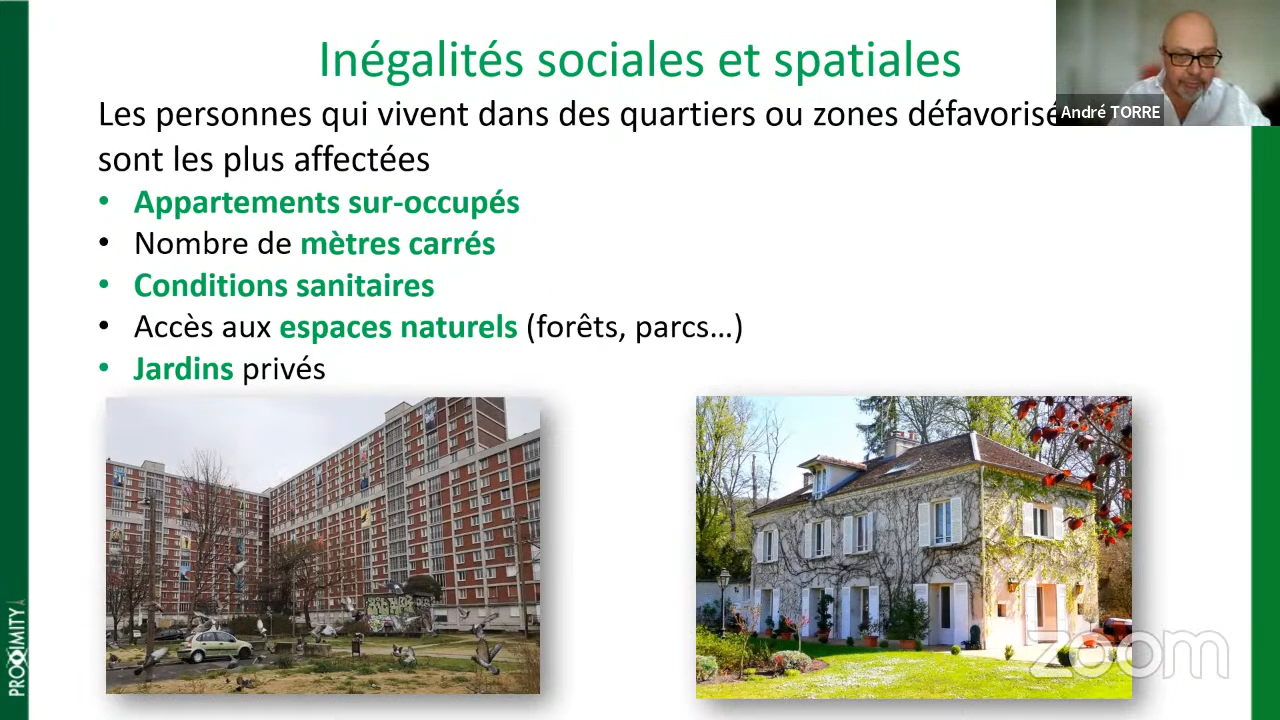 Inégalités sociales et spatiales
Les personnes qui vivent dans des quartiers ou zones
sont les plus affectées
• Appartements sur-occupés
• Nombre de mètres carrés
• Conditions sanitaires
• Accès aux espaces naturels (forêts, parcs…)
• Jardins privés
André TORRE
PROXIMITY
zoom